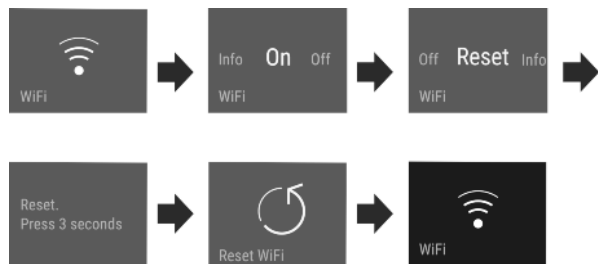 WiFi
Info On Off
WiFi
Off Reset Info
WiFi
Reset.
Press 3 seconds
Reset WiFi
WiFi